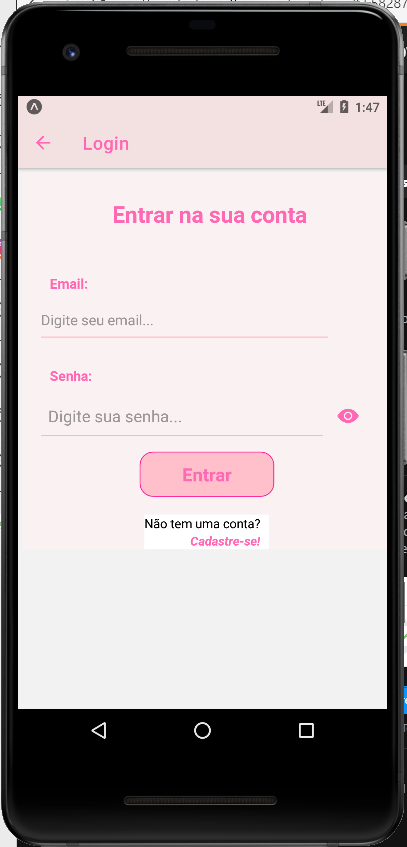 LTE 1:47
Login
Entrar na sua conta
Email:
Digite seu email...
Senha:
Digite sua senha...
Entrar
Não tem uma conta?
Cadastre-se!